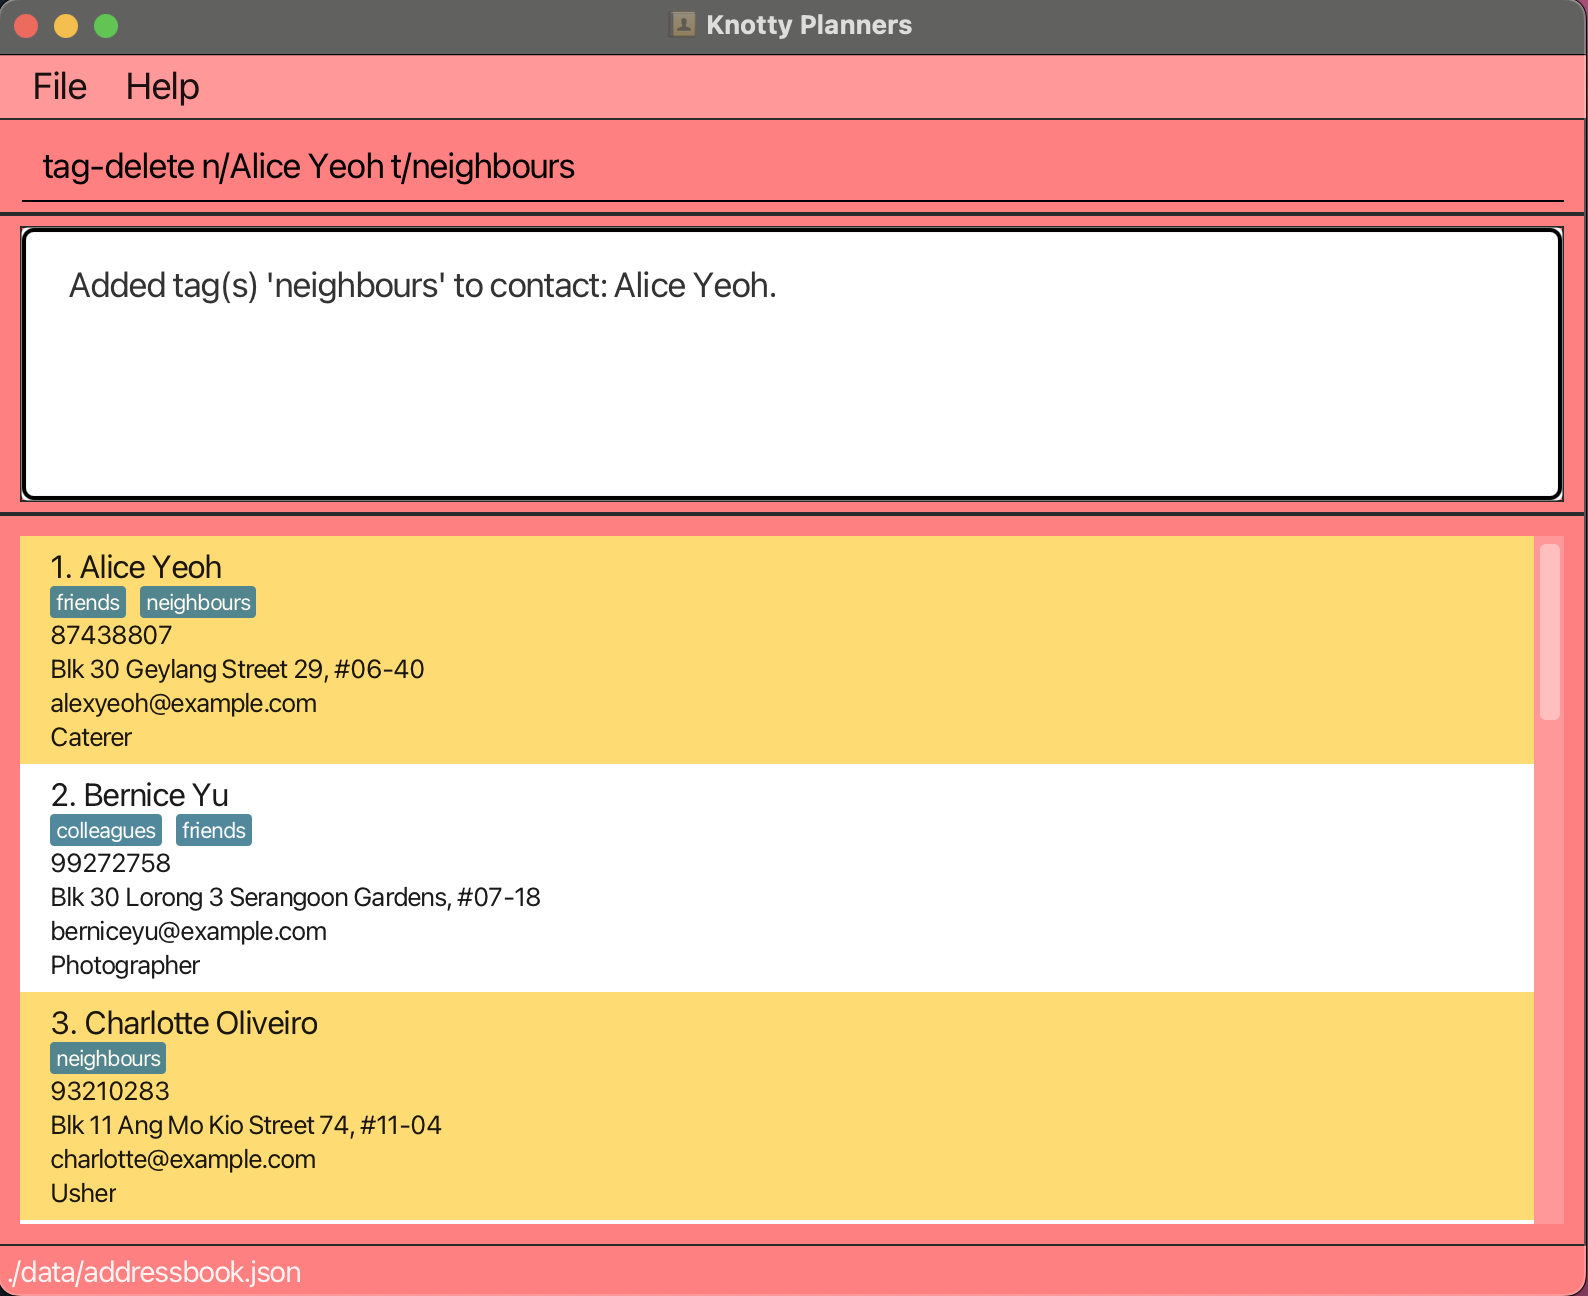 Knotty Planners
File Help
tag-delete n/Alice Yeoh t/neighbours
Added tag(s) 'neighbours' to contact: Alice Yeoh.
1. Alice Yeoh
friends neighbours
87438807
Blk 30 Geylang Street 29, #06-40
alexyeoh@example.com
Caterer
2. Bernice Yu
colleagues friends
99272758
Blk 30 Lorong 3 Serangoon Gardens, #07-18
berniceyu@example.com
Photographer
3. Charlotte Oliveiro
neighbours
93210283
Blk 11 Ang Mo Kio Street 74, #11-04
charlotte@example.com
Usher
./data/addressbook.json